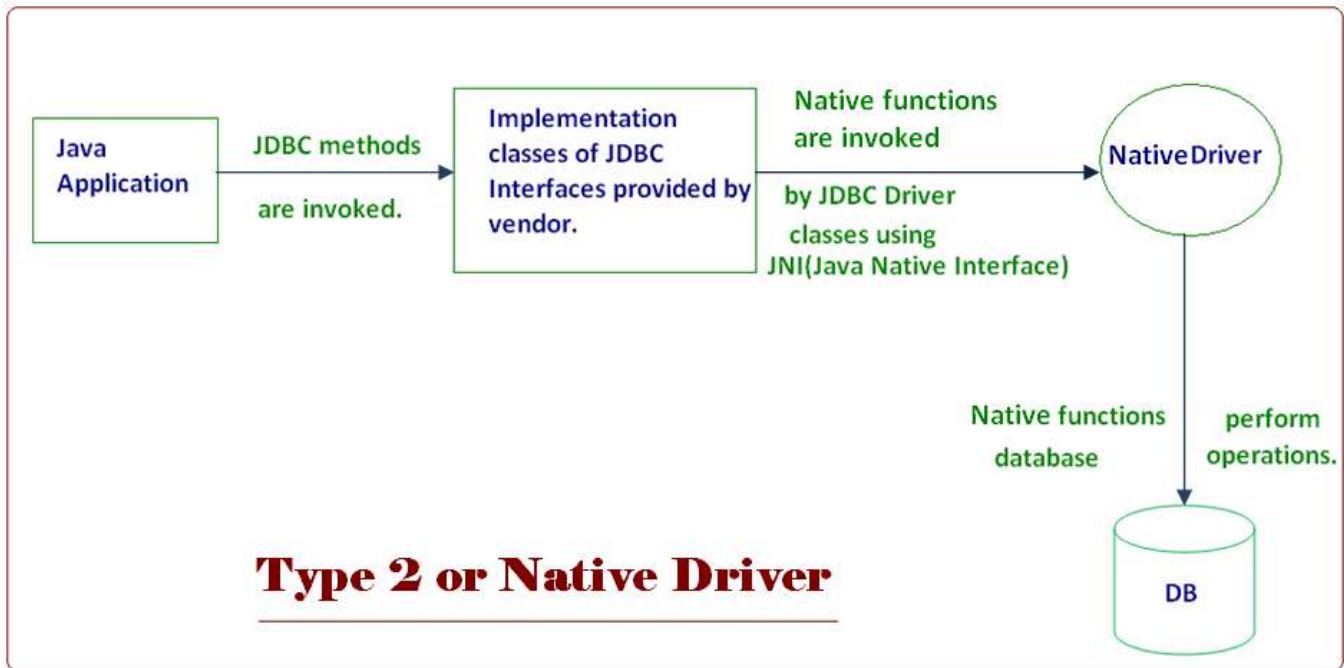 Java
Application
JDBC methods
are invoked.
Implementation
classes of JDBC
Interfaces provided by
vendor.
Native functions
are invoked
by JDBC Driver
classes using
JNI(Java Native Interface)
NativeDriver
Native functions perform
database operations.
DB
Type 2 or Native Driver